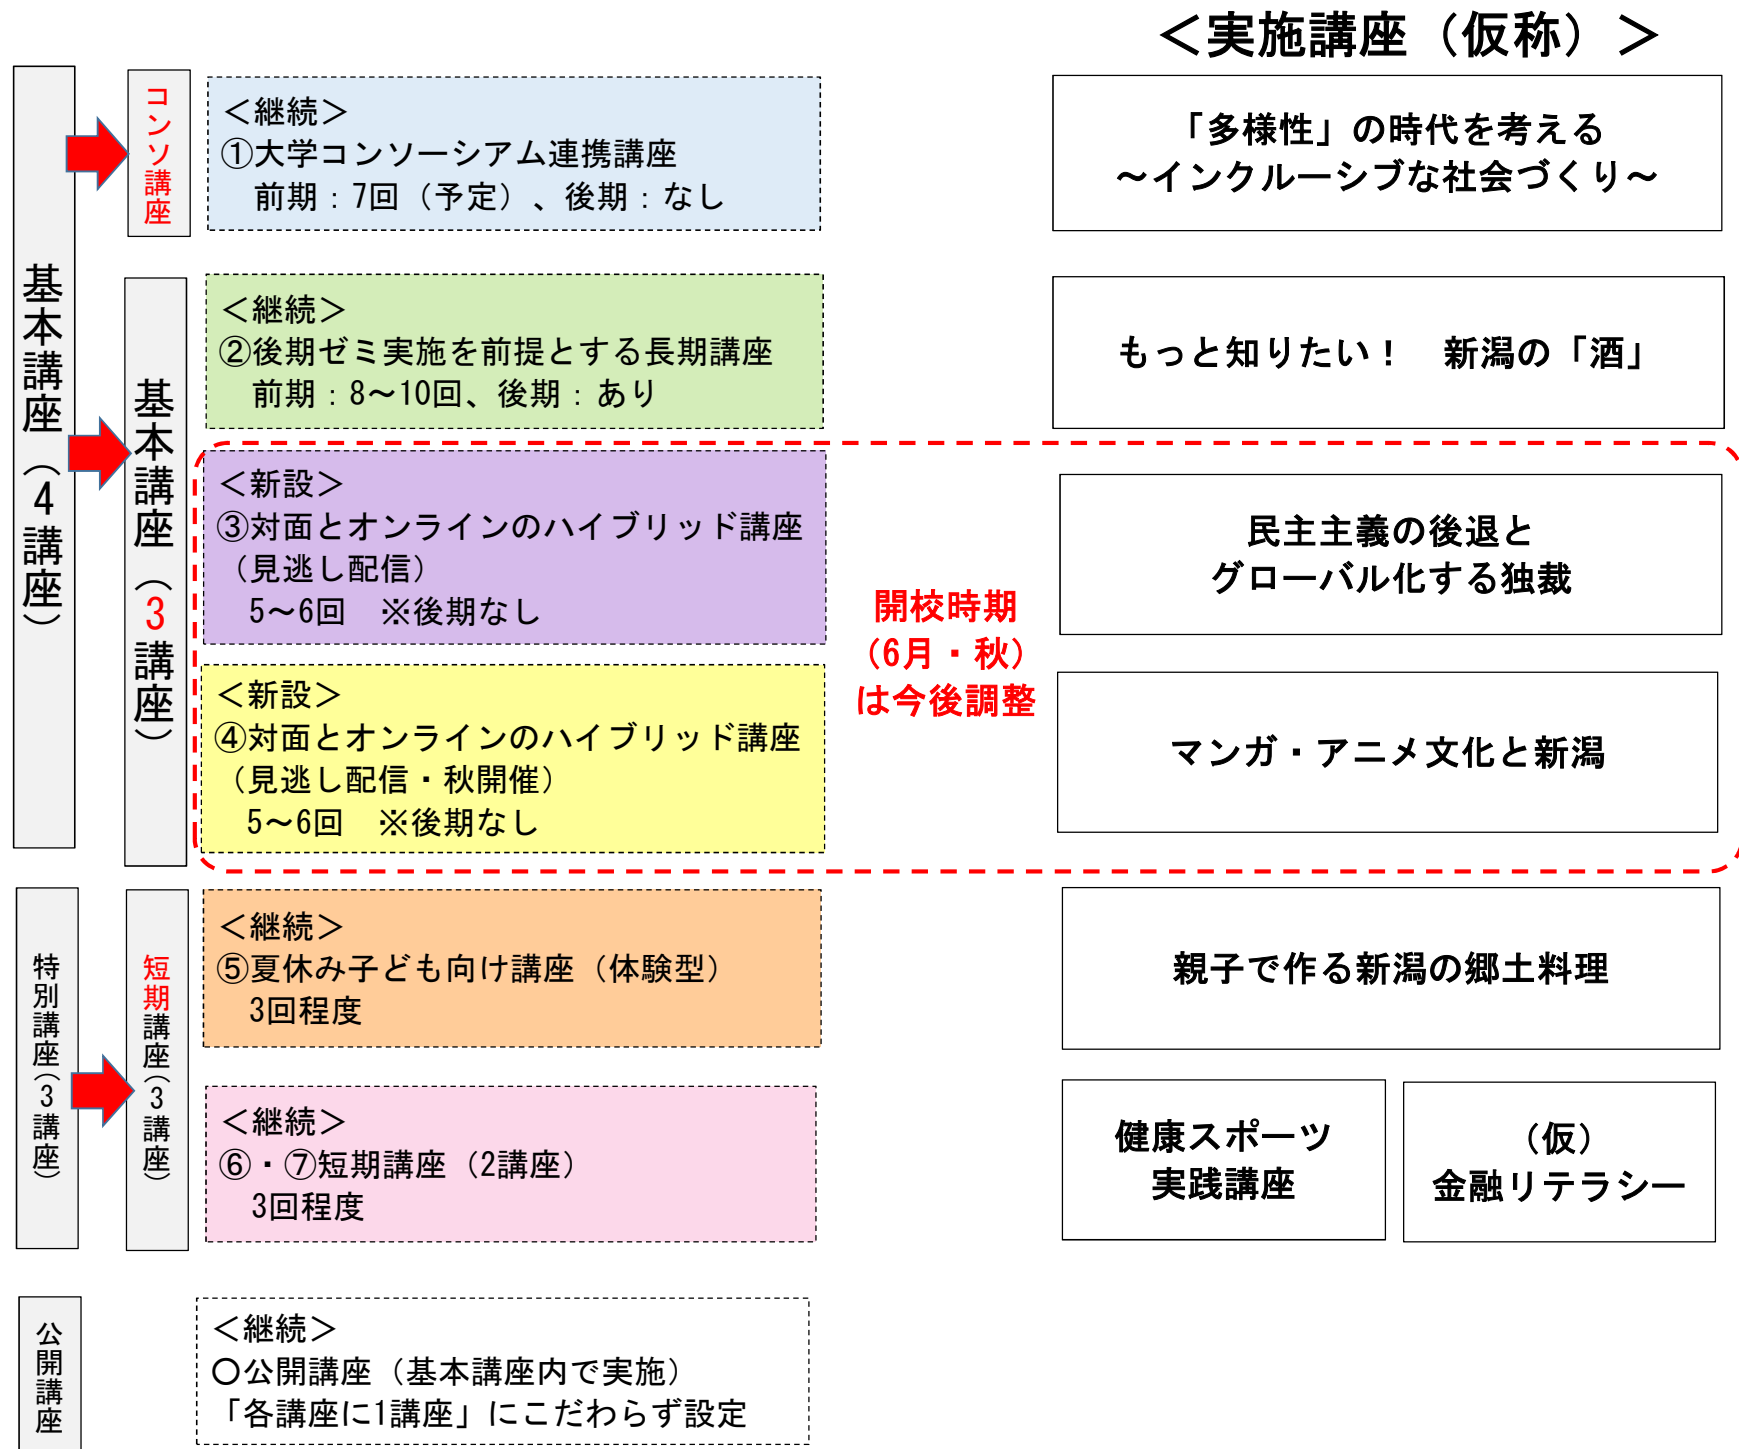 ＜実施講座（仮称）＞
基本講座（4講座）
コンソ講座
＜継続＞
①大学コンソーシアム連携講座
前期：7回（予定）、後期：なし
「多様性」の時代を考える
～インクルーシブな社会づくり～
基本講座（3講座）
＜継続＞
②後期ゼミ実施を前提とする長期講座
前期：8～10回、後期：あり
もっと知りたい！　新潟の「酒」
＜新設＞
③対面とオンラインのハイブリッド講座
（見逃し配信）
5～6回　※後期なし
民主主義の後退と
グローバル化する独裁
開校時期
（6月・秋）
は今後調整
＜新設＞
④対面とオンラインのハイブリッド講座
（見逃し配信・秋開催）
5～6回　※後期なし
マンガ・アニメ文化と新潟
特別講座（3講座）
短期講座（3講座）
＜継続＞
⑤夏休み子ども向け講座（体験型）
3回程度
親子で作る新潟の郷土料理
＜継続＞
⑥・⑦短期講座（2講座）
3回程度
健康スポーツ
実践講座
（仮）
金融リテラシー
公開講座
＜継続＞
○公開講座（基本講座内で実施）
「各講座に1講座」にこだわらず設定